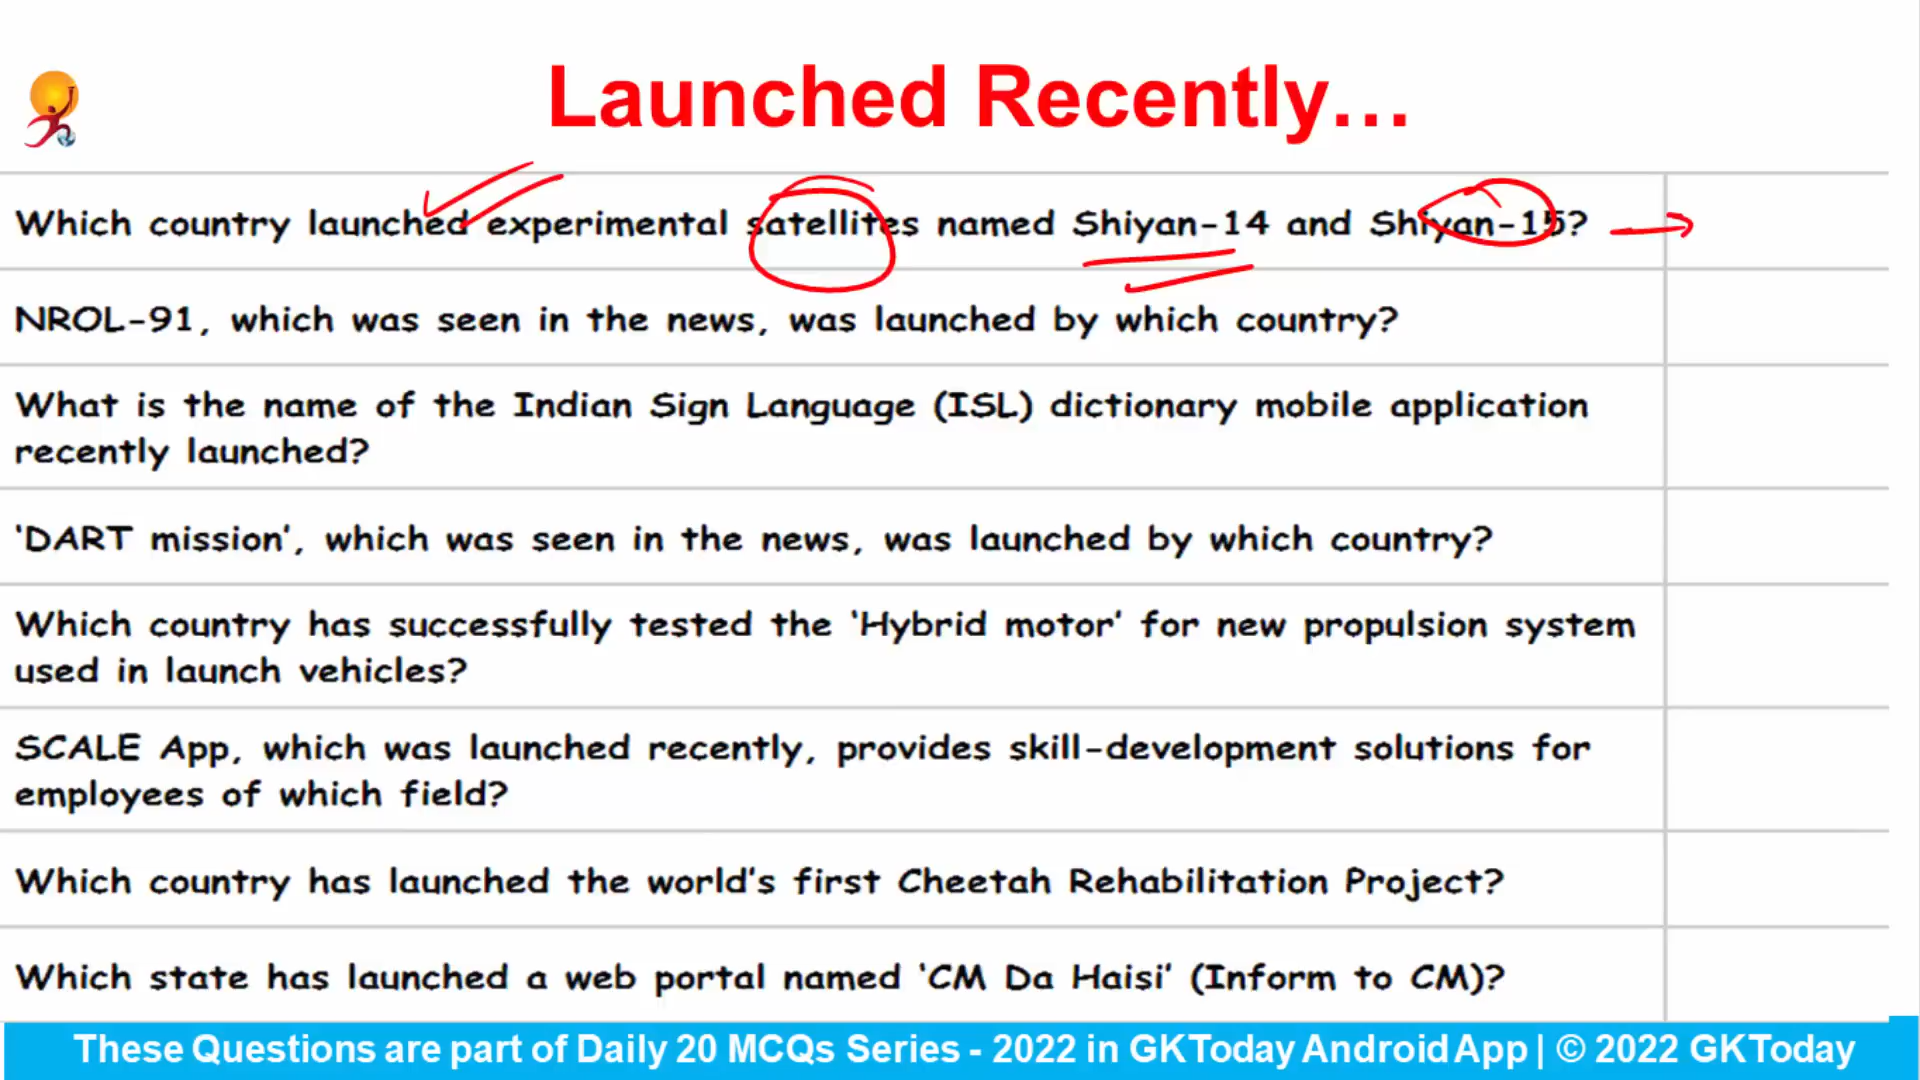 Launched Recently...
Which country launched experimental satellites named Shiyan-14 and Shiyan-15?
NROL-91, which was seen in the news, was launched by which country?
What is the name of the Indian Sign Language (ISL) dictionary mobile application
recently launched?
‘DART mission’, which was seen in the news, was launched by which country?
Which country has successfully tested the ‘Hybrid motor’ for new propulsion system
used in launch vehicles?
SCALE App, which was launched recently, provides skill-development solutions for
employees of which field?
Which country has launched the world’s first Cheetah Rehabilitation Project?
Which state has launched a web portal named ‘CM Da Haisi’ (Inform to CM)?
These Questions are part of Daily 20 MCQs Series - 2022 in GKToday Android App | © 2022 GKToday